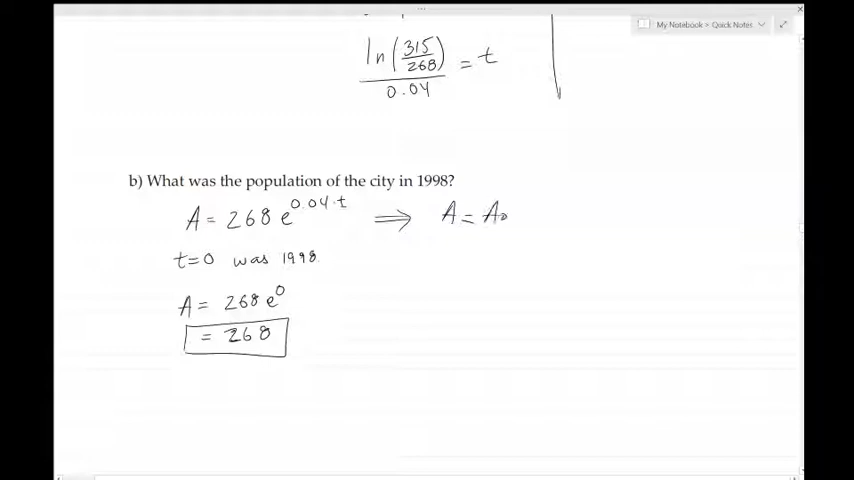 My Notebook > Quick Notes
ln(315/268)/0.04 = t
b) What was the population of the city in 1998?
A = 268 e^0.04·t ⟹ A = A₀
t=0 was 1998
A = 268 e^0
= 268